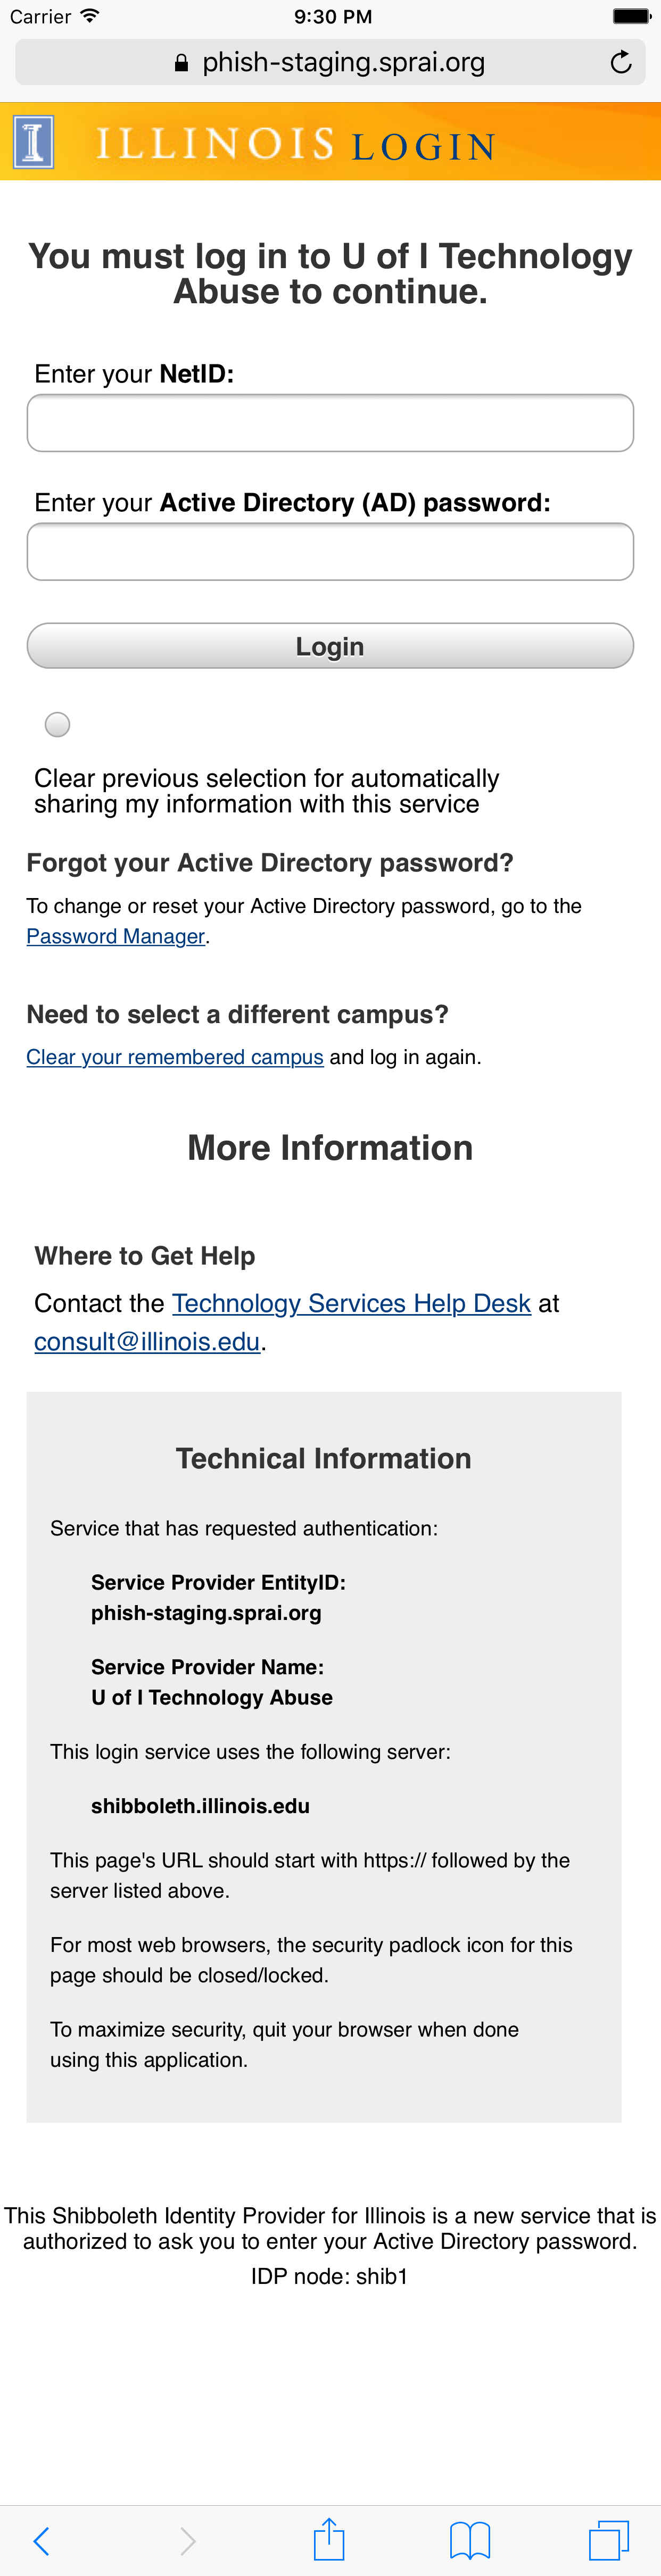 Carrier 9:30 PM
phish-staging.sprai.org
I ILLINOIS LOGIN
You must log in to U of I Technology
Abuse to continue.
Enter your NetID:
Enter your Active Directory (AD) password:
Login
Clear previous selection for automatically
sharing my information with this service
Forgot your Active Directory password?
To change or reset your Active Directory password, go to the
Password Manager.
Need to select a different campus?
Clear your remembered campus and log in again.
More Information
Where to Get Help
Contact the Technology Services Help Desk at
consult@illinois.edu.
Technical Information
Service that has requested authentication:
Service Provider EntityID:
phish-staging.sprai.org
Service Provider Name:
U of I Technology Abuse
This login service uses the following server:
shibboleth.illinois.edu
This page's URL should start with https:// followed by the
server listed above.
For most web browsers, the security padlock icon for this
page should be closed/locked.
To maximize security, quit your browser when done
using this application.
This Shibboleth Identity Provider for Illinois is a new service that is
authorized to ask you to enter your Active Directory password.
IDP node: shib1